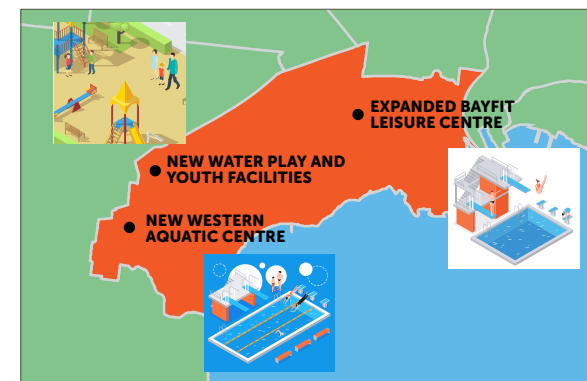 EXPANDED BAYFIT
LEISURE CENTRE
NEW WATER PLAY AND
YOUTH FACILITIES
NEW WESTERN
AQUATIC CENTRE